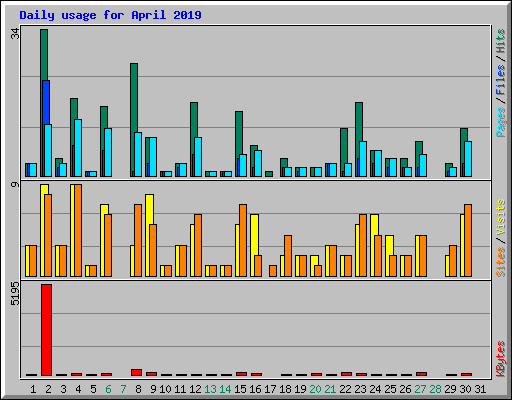 Daily usage for April 2019
34
Pages / Files / Hits
9
Sites / Visits
5195
KBytes
1 2 3 4 5 6 7 8 9 10 11 12 13 14 15 16 17 18 19 20 21 22 23 24 25 26 27 28 29 30 31